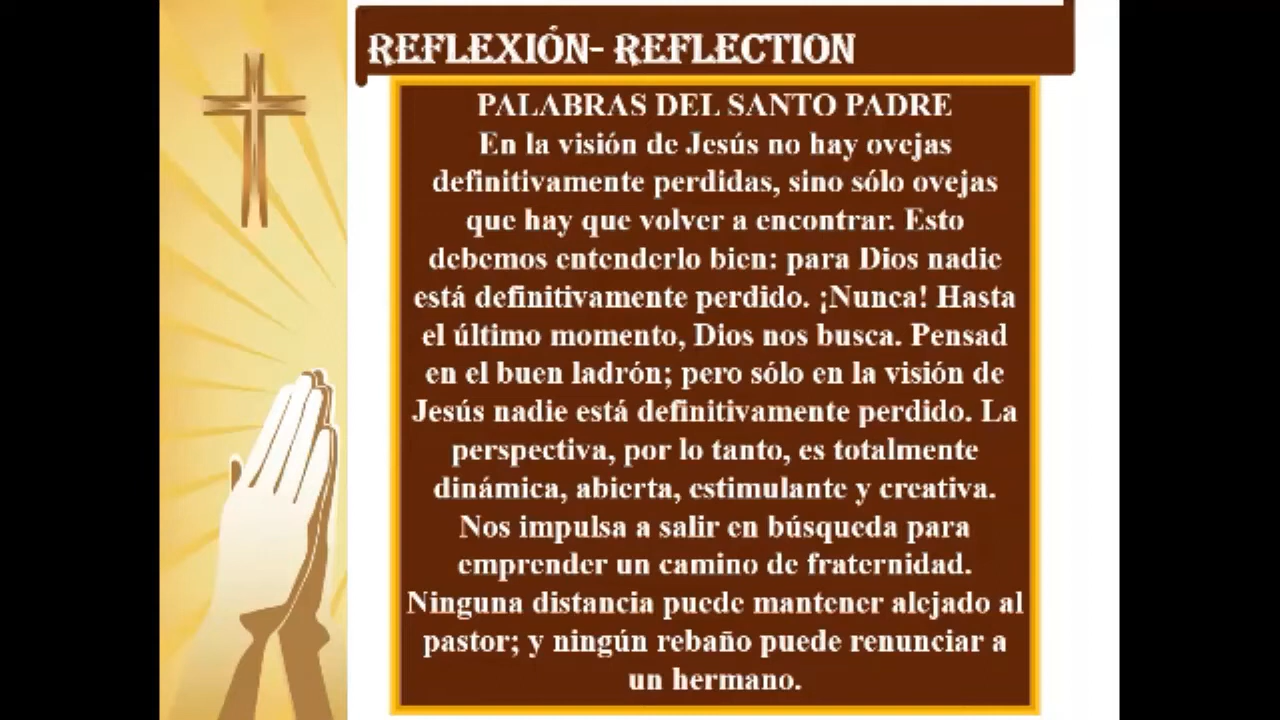 REFLEXIÓN- REFLECTION
PALABRAS DEL SANTO PADRE
En la visión de Jesús no hay ovejas
definitivamente perdidas, sino sólo ovejas
que hay que volver a encontrar. Esto
debemos entenderlo bien: para Dios nadie
está definitivamente perdido. ¡Nunca! Hasta
el último momento, Dios nos busca. Pensad
en el buen ladrón; pero sólo en la visión de
Jesús nadie está definitivamente perdido. La
perspectiva, por lo tanto, es totalmente
dinámica, abierta, estimulante y creativa.
Nos impulsa a salir en búsqueda para
emprender un camino de fraternidad.
Ninguna distancia puede mantener alejado al
pastor; y ningún rebaño puede renunciar a
un hermano.